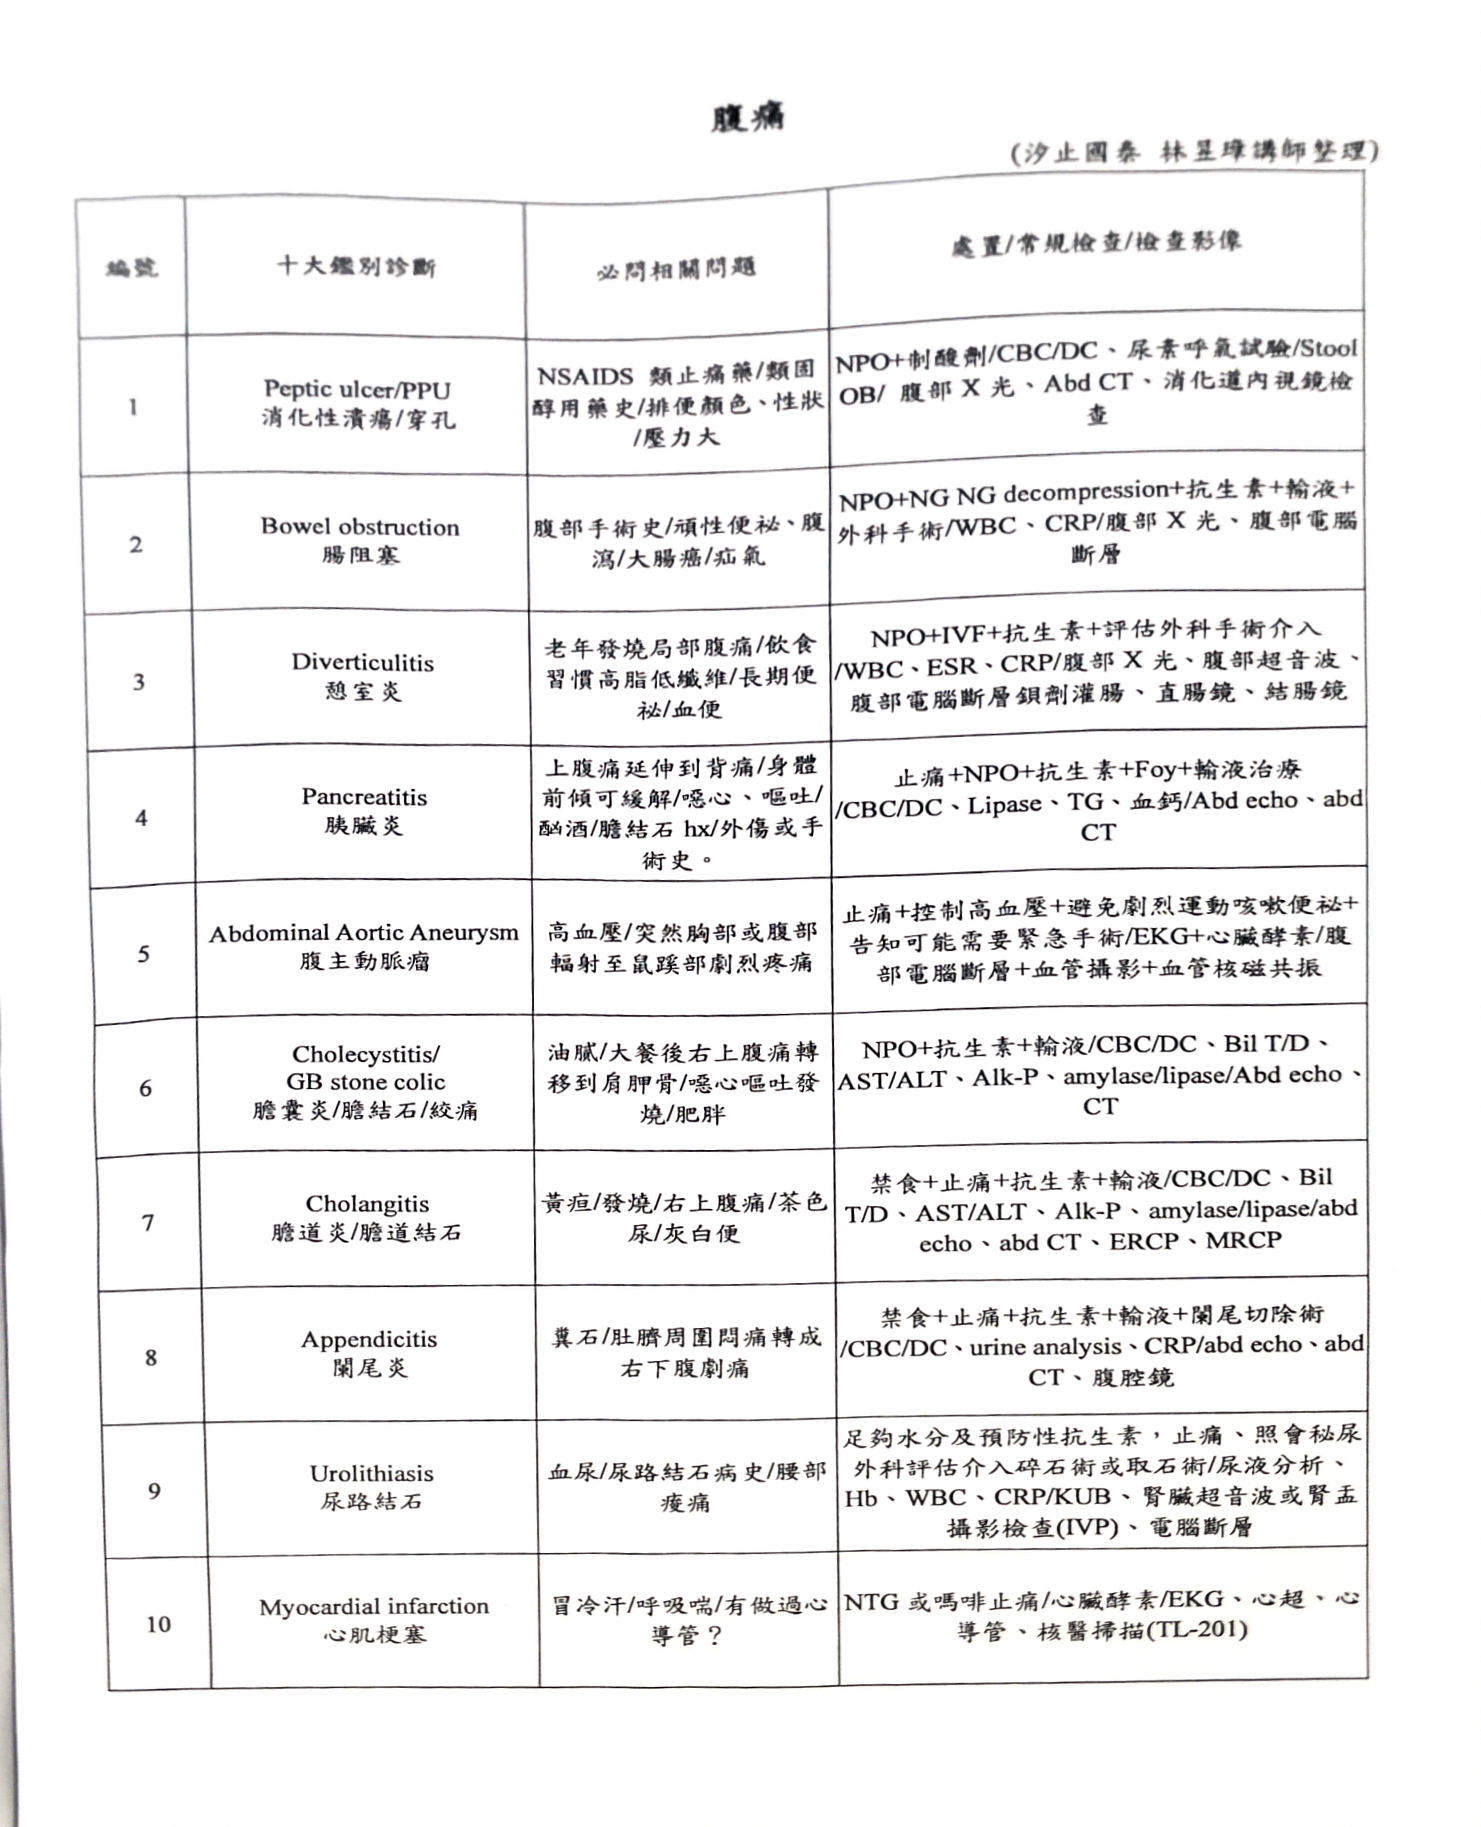 腹痛
(汐止國泰 林昱瑋講師整理)
編號
十大鑑別診斷
必問相關問題
處置/常規檢查/檢查影像
1
Peptic ulcer/PPU
消化性潰瘍/穿孔
NSAIDS 類止痛藥/類固
醇用藥史/排便顏色、性狀
/壓力大
NPO+制酸劑/CBC/DC、尿素呼氣試驗/Stool
OB/ 腹部 X 光、Abd CT、消化道內視鏡檢
查
2
Bowel obstruction
腸阻塞
腹部手術史/頑性便祕、腹
瀉/大腸癌/疝氣
NPO+NG NG decompression+抗生素+輸液+
外科手術/WBC、CRP/腹部 X 光、腹部電腦
斷層
3
Diverticulitis
憩室炎
老年發燒局部腹痛/飲食
習慣高脂低纖維/長期便
祕/血便
NPO+IVF+抗生素+評估外科手術介入
/WBC、ESR、CRP/腹部 X 光、腹部超音波、
腹部電腦斷層鋇劑灌腸、直腸鏡、結腸鏡
4
Pancreatitis
胰臟炎
上腹痛延伸到背痛/身體
前傾可緩解/噁心、嘔吐/
酗酒/膽結石 hx/外傷或手
術史。
止痛+NPO+抗生素+Foy+輸液治療
/CBC/DC、Lipase、TG、血鈣/Abd echo、abd
CT
5
Abdominal Aortic Aneurysm
腹主動脈瘤
高血壓/突然胸部或腹部
輻射至鼠蹊部劇烈疼痛
止痛+控制高血壓+避免劇烈運動咳嗽便祕+
告知可能需要緊急手術/EKG+心臟酵素/腹
部電腦斷層+血管攝影+血管核磁共振
6
Cholecystitis/
GB stone colic
膽囊炎/膽結石/絞痛
油膩/大餐後右上腹痛轉
移到肩胛骨/噁心嘔吐發
燒/肥胖
NPO+抗生素+輸液/CBC/DC、Bil T/D、
AST/ALT、Alk-P、amylase/lipase/Abd echo、
CT
7
Cholangitis
膽道炎/膽道結石
黃疸/發燒/右上腹痛/茶色
尿/灰白便
禁食+止痛+抗生素+輸液/CBC/DC、Bil
T/D、AST/ALT、Alk-P、amylase/lipase/abd
echo、abd CT、ERCP、MRCP
8
Appendicitis
闌尾炎
糞石/肚臍周圍悶痛轉成
右下腹劇痛
禁食+止痛+抗生素+輸液+闌尾切除術
/CBC/DC、urine analysis、CRP/abd echo、abd
CT、腹腔鏡
9
Urolithiasis
尿路結石
血尿/尿路結石病史/腰部
痠痛
足夠水分及預防性抗生素，止痛、照會秘尿
外科評估介入碎石術或取石術/尿液分析、
Hb、WBC、CRP/KUB、腎臟超音波或腎盂
攝影檢查(IVP)、電腦斷層
10
Myocardial infarction
心肌梗塞
冒冷汗/呼吸喘/有做過心
導管？
NTG 或嗎啡止痛/心臟酵素/EKG、心超、心
導管、核醫掃描(TL-201)